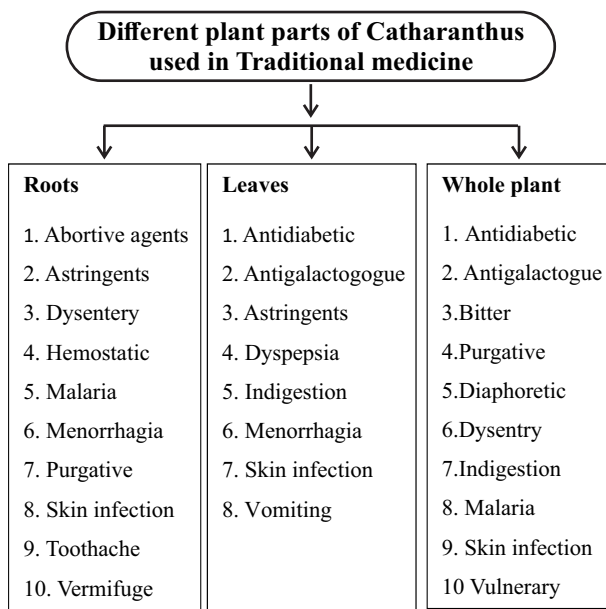 Different plant parts of Catharanthus
used in Traditional medicine
Roots
1. Abortive agents
2. Astringents
3. Dysentery
4. Hemostatic
5. Malaria
6. Menorrhagia
7. Purgative
8. Skin infection
9. Toothache
10. Vermifuge
Leaves
1. Antidiabetic
2. Antigalactogogue
3. Astringents
4. Dyspepsia
5. Indigestion
6. Menorrhagia
7. Skin infection
8. Vomiting
Whole plant
1. Antidiabetic
2. Antigalactogue
3.Bitter
4.Purgative
5.Diaphoretic
6.Dysentry
7.Indigestion
8. Malaria
9. Skin infection
10 Vulnerary